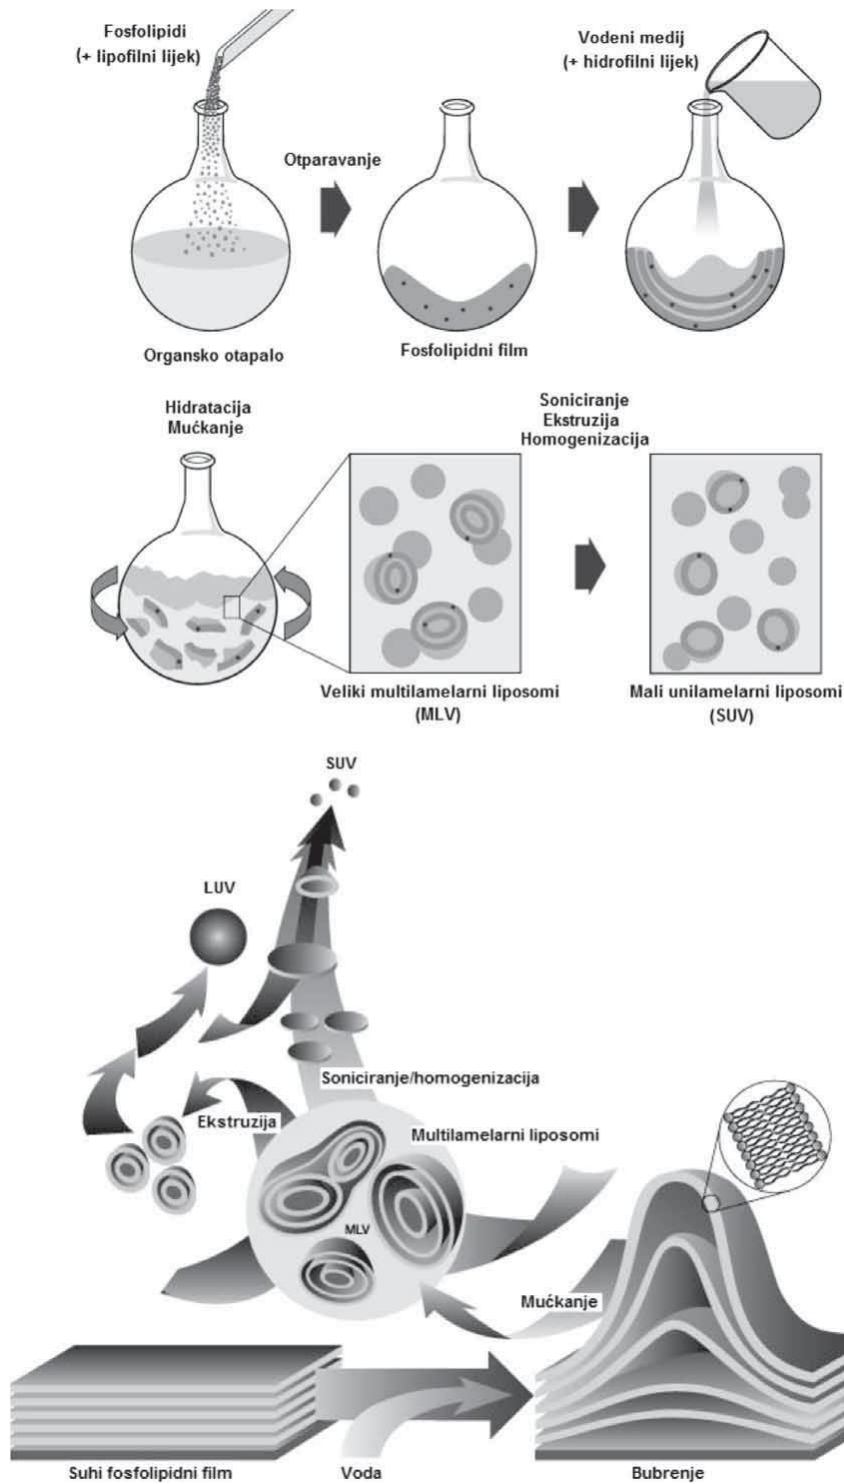 Fosfolipidi
(+ lipofilni lijek)
Vodeni medij
(+ hidrofilni lijek)
Otparavanje
Organsko otapalo
Fosfolipidni film
Hidratacija
Mućkanje
Soniciranje
Ekstruzija
Homogenizacija
Veliki multilamelarni liposomi
(MLV)
Mali unilamelarni liposomi
(SUV)
SUV
LUV
Soniciranje/homogenizacija
Ekstruzija
Multilamelarni liposomi
MLV
Mućkanje
Suhi fosfolipidni film
Voda
Bubrenje